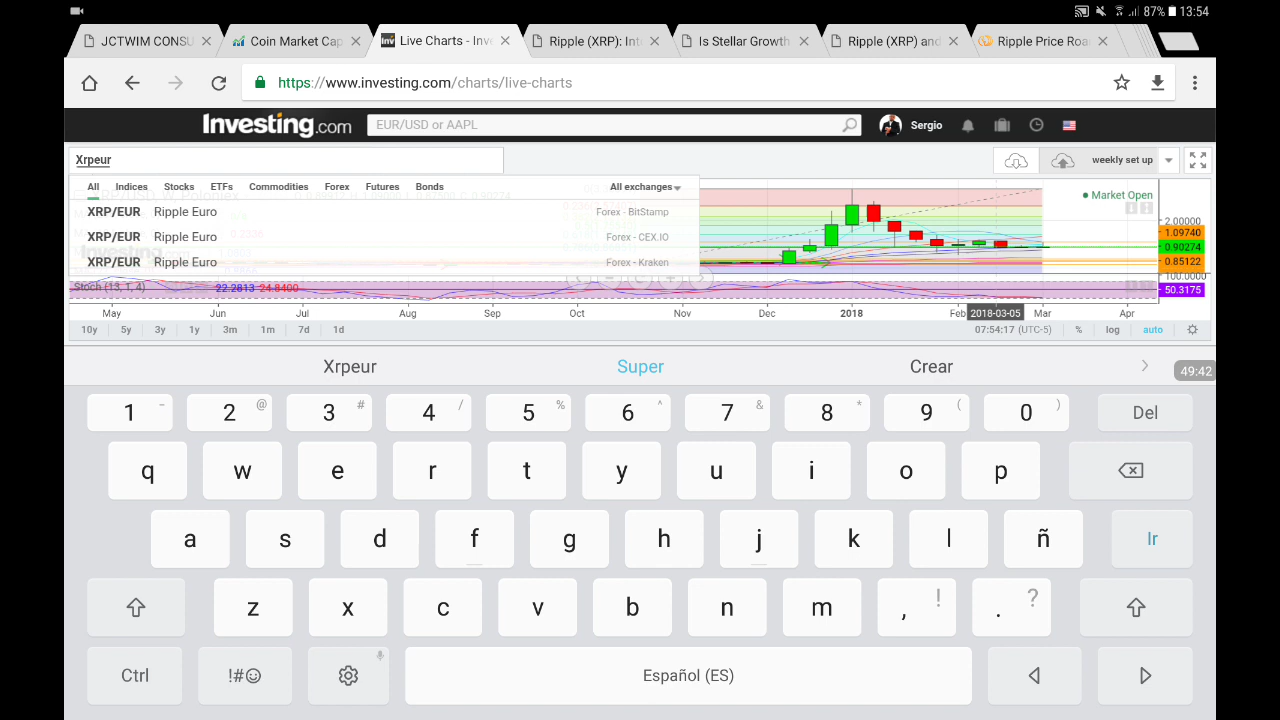 87% 13:54
JCTWIM CONSU
Coin Market Cap
Live Charts - Inve
Ripple (XRP): Inte
Is Stellar Growth
Ripple (XRP) and
Ripple Price Roa
https://www.investing.com/charts/live-charts
Investing.com EUR/USD or AAPL Sergio
Xrpeur weekly set up
All Indices Stocks ETFs Commodities Forex Futures Bonds All exchanges
XRP/EUR Ripple Euro Forex - BitStamp
XRP/EUR Ripple Euro Forex - CEX.IO
XRP/EUR Ripple Euro Forex - Kraken
Market Open
2.00000
1.09740
0.90274
0.85122
100.0000
50.3175
Stoch (13, 1, 4) 22.2813 24.8400
May Jun Jul Aug Sep Oct Nov Dec 2018 Feb 2018-03-05 Mar Apr
10y 5y 3y 1y 3m 1m 7d 1d 07:54:17 (UTC-5) % log auto
Xrpeur Super Crear
49:42
1 - 2 @ 3 # 4 / 5 % 6 ^ 7 & 8 * 9 ( 0 ) Del
q w e r t y u i o p
a s d f g h j k l ñ Ir
z x c v b n m , ! . ?
Ctrl !#☺ Español (ES)